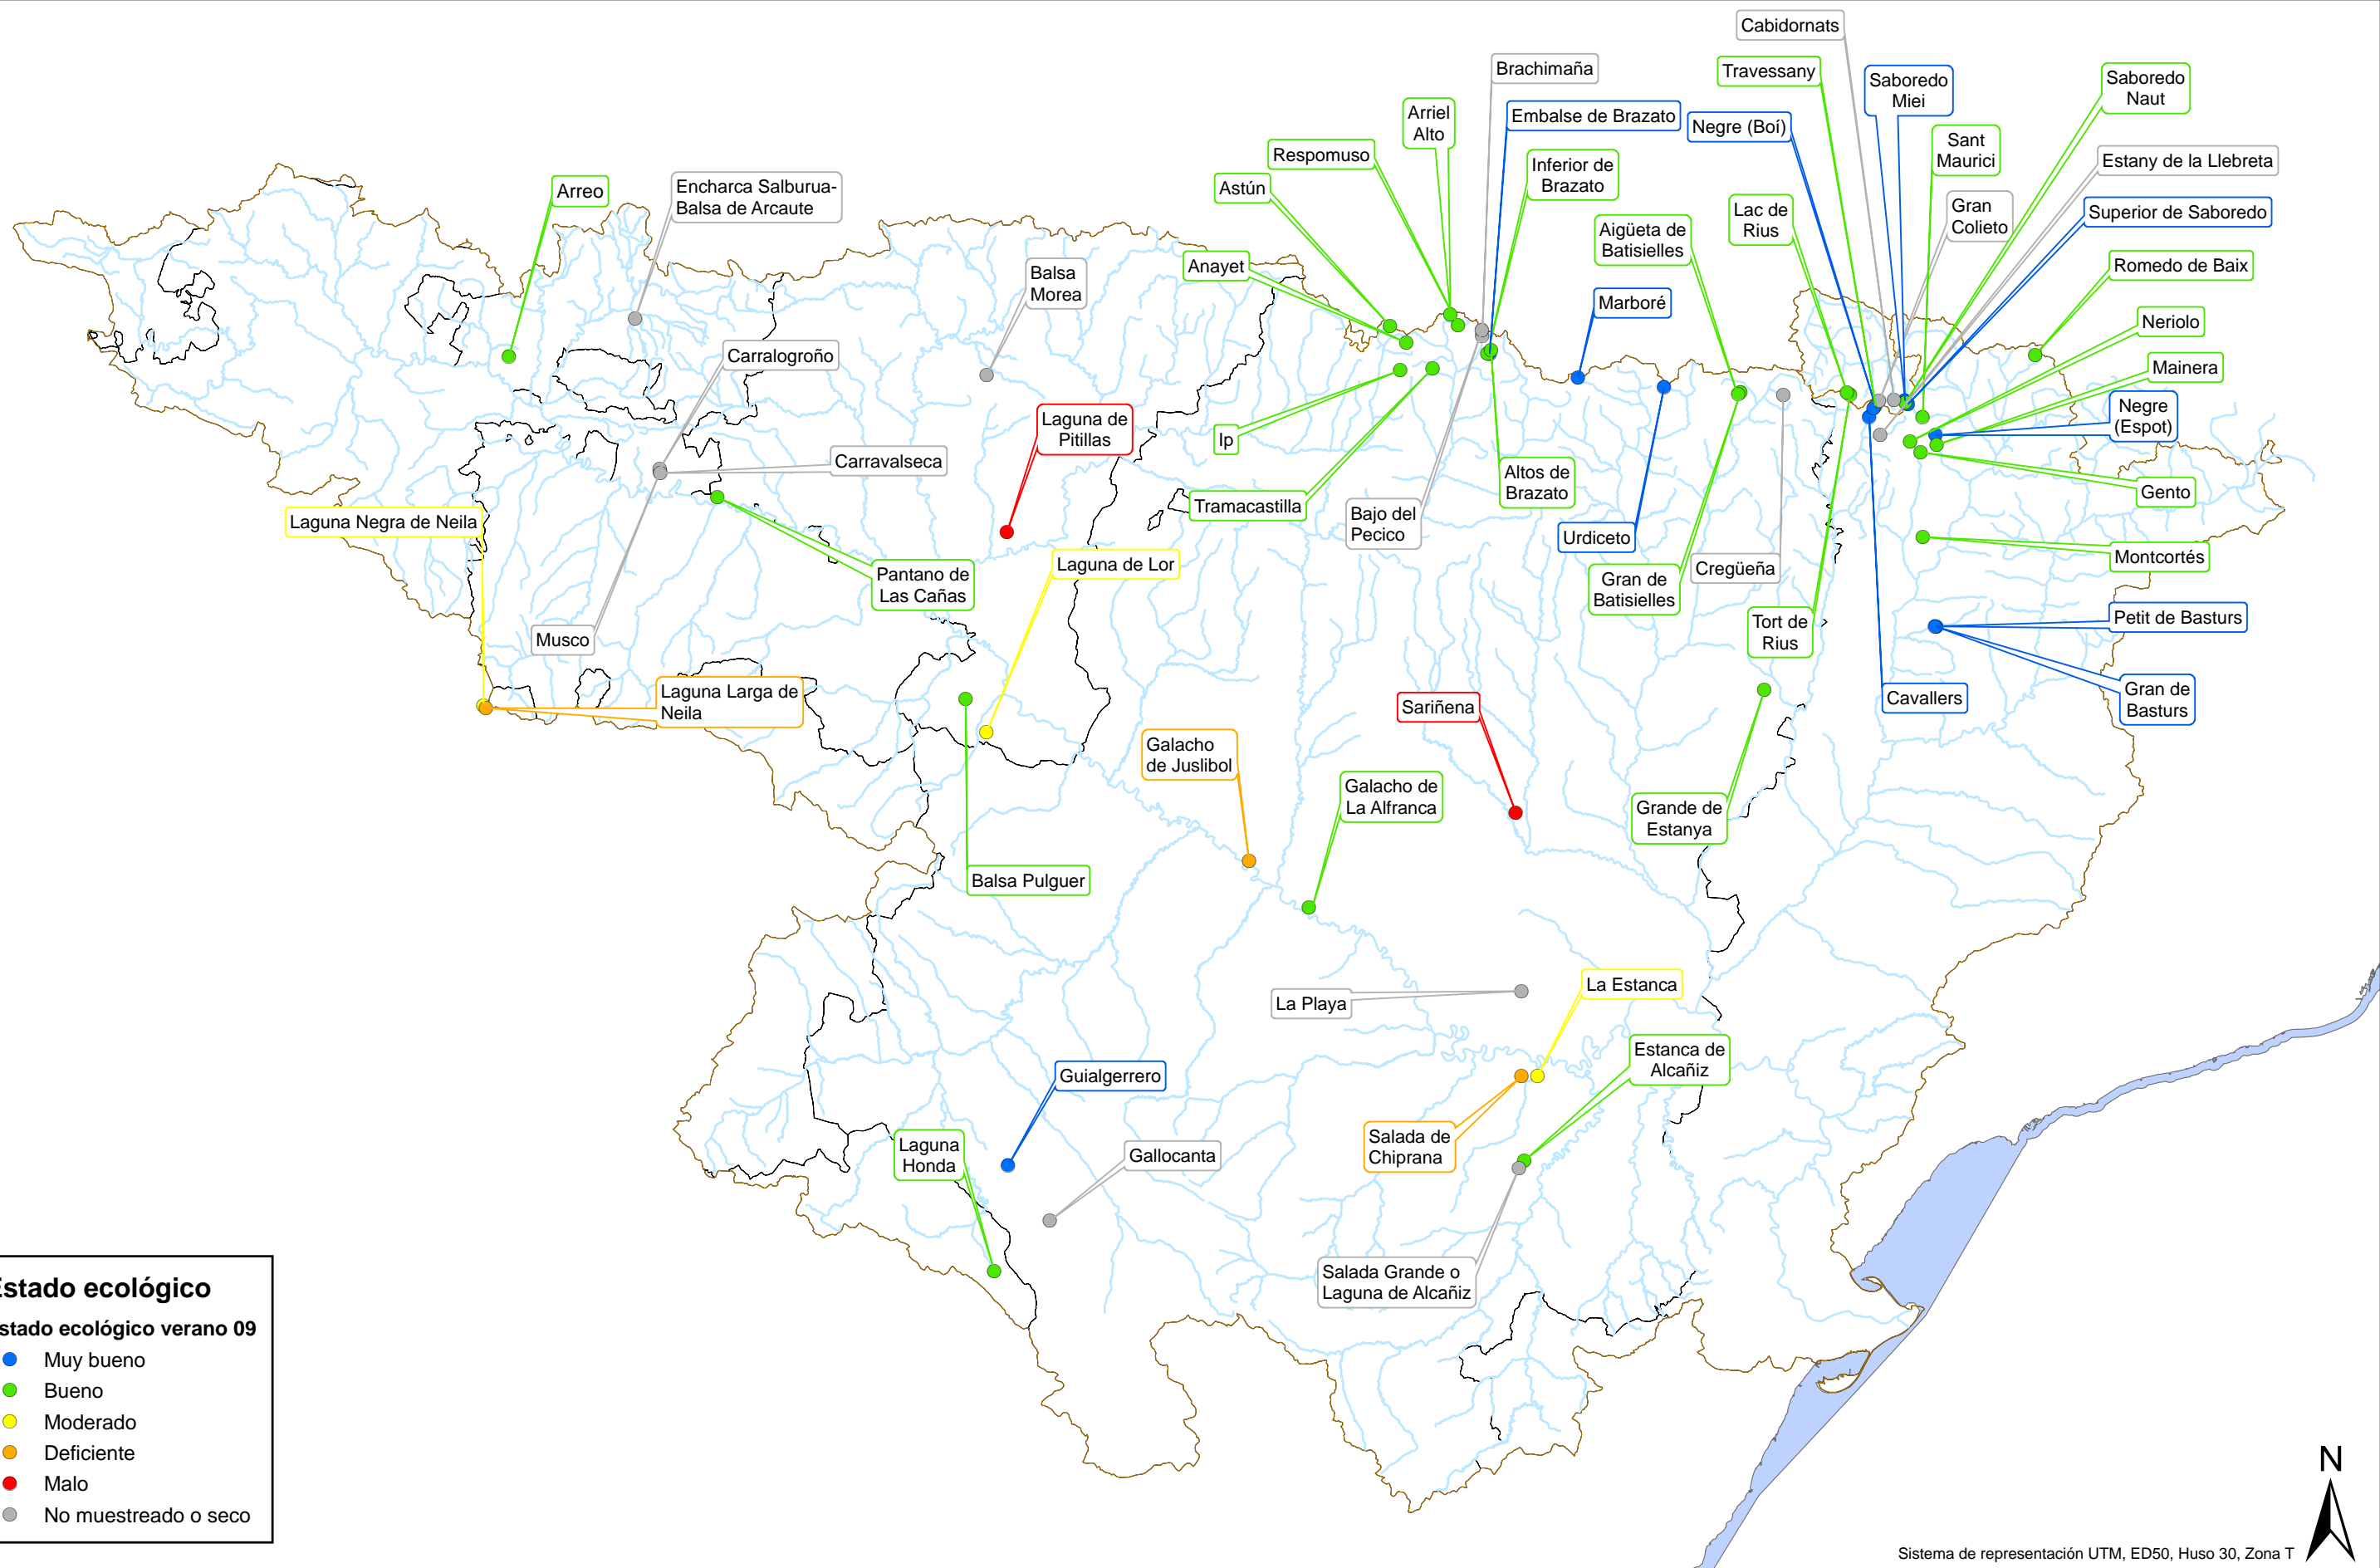 Cabidornats
Brachimaña
Travessany
Saboredo
Miei
Saboredo
Naut
Arriel
Alto
Embalse de Brazato
Negre (Boí)
Sant
Maurici
Respomuso
Inferior de
Brazato
Estany de la Llebreta
Arreo
Encharca Salburua-
Balsa de Arcaute
Astún
Lac de
Rius
Gran
Colieto
Superior de Saboredo
Aigüeta de
Batisielles
Anayet
Balsa
Morea
Romedo de Baix
Marboré
Neriolo
Carralogroño
Mainera
Laguna de
Pitillas
Ip
Negre
(Espot)
Carravalseca
Altos de
Brazato
Gento
Tramacastilla
Bajo del
Pecico
Laguna Negra de Neila
Urdiceto
Montcortés
Laguna de Lor
Cregüeña
Pantano de
Las Cañas
Gran de
Batisielles
Petit de Basturs
Musco
Tort de
Rius
Laguna Larga de
Neila
Sariñena
Cavallers
Gran de
Basturs
Galacho
de Juslibol
Galacho de
La Alfranca
Grande de
Estanya
Balsa Pulguer
La Estanca
La Playa
Estanca de
Alcañiz
Guialgerrero
Laguna
Honda
Gallocanta
Salada de
Chiprana
Salada Grande o
Laguna de Alcañiz
Estado ecológico
stado ecológico verano 09
Muy bueno
Bueno
Moderado
Deficiente
Malo
No muestreado o seco
N
Sistema de representación UTM, ED50, Huso 30, Zona T